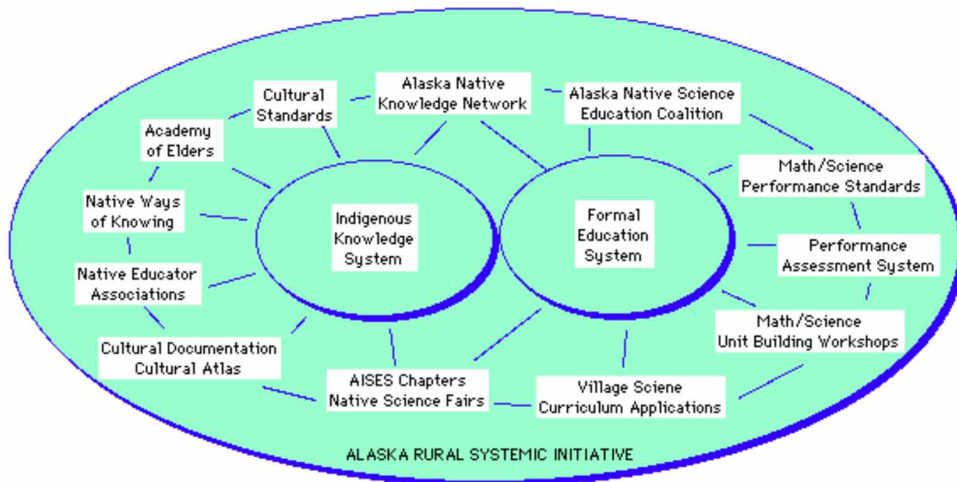 Alaska Native
Knowledge Network
Alaska Native Science
Education Coalition
Cultural
Standards
Academy
of Elders
Math/Science
Performance Standards
Native Ways
of Knowing
Indigenous
Knowledge
System
Formal
Education
System
Performance
Assessment System
Native Educator
Associations
Math/Science
Unit Building Workshops
Cultural Documentation
Cultural Atlas
AISES Chapters
Native Science Fairs
Village Sciene
Curriculum Applications
ALASKA RURAL SYSTEMIC INITIATIVE